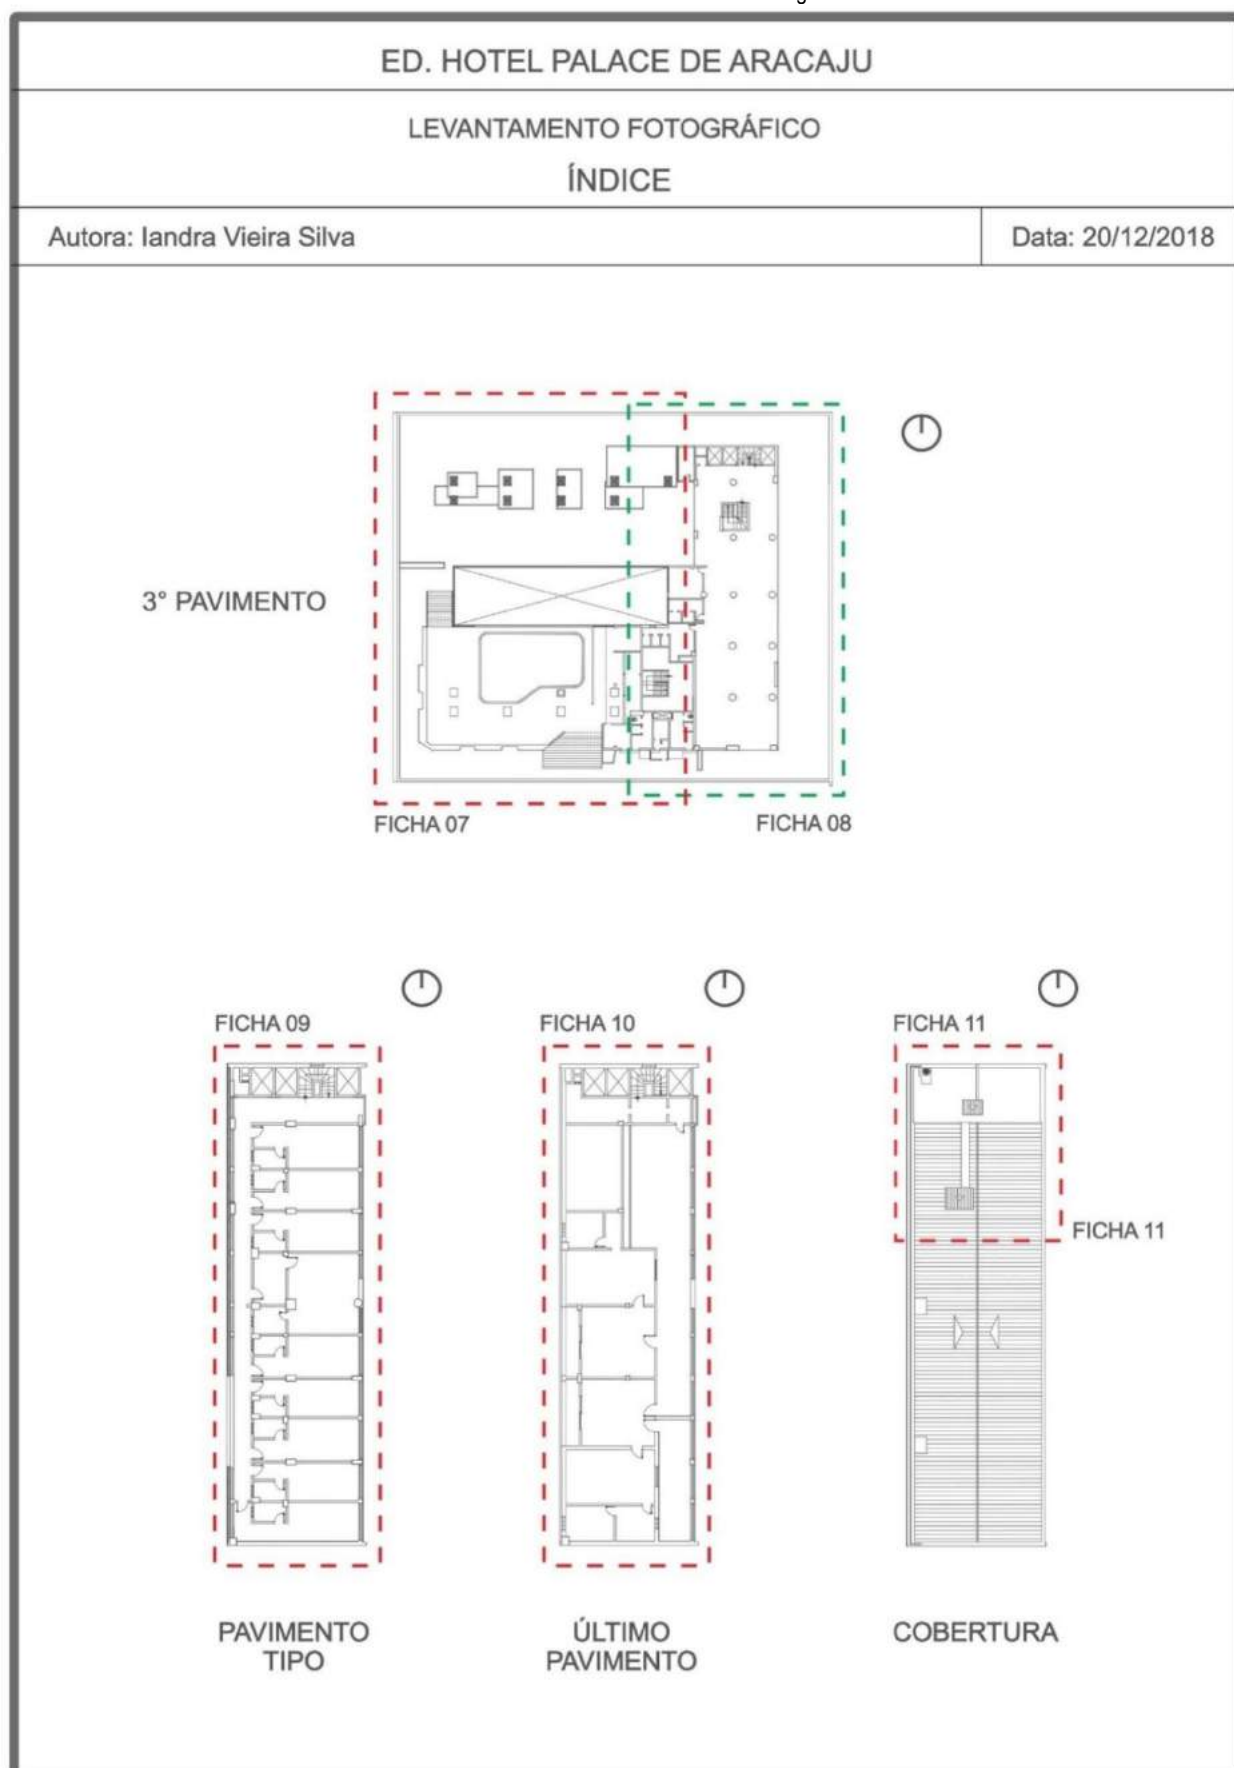 ED. HOTEL PALACE DE ARACAJU
LEVANTAMENTO FOTOGRÁFICO
ÍNDICE
Autora: Iandra Vieira Silva
Data: 20/12/2018
3° PAVIMENTO
FICHA 07
FICHA 08
FICHA 09
FICHA 10
FICHA 11
FICHA 11
PAVIMENTO
TIPO
ÚLTIMO
PAVIMENTO
COBERTURA